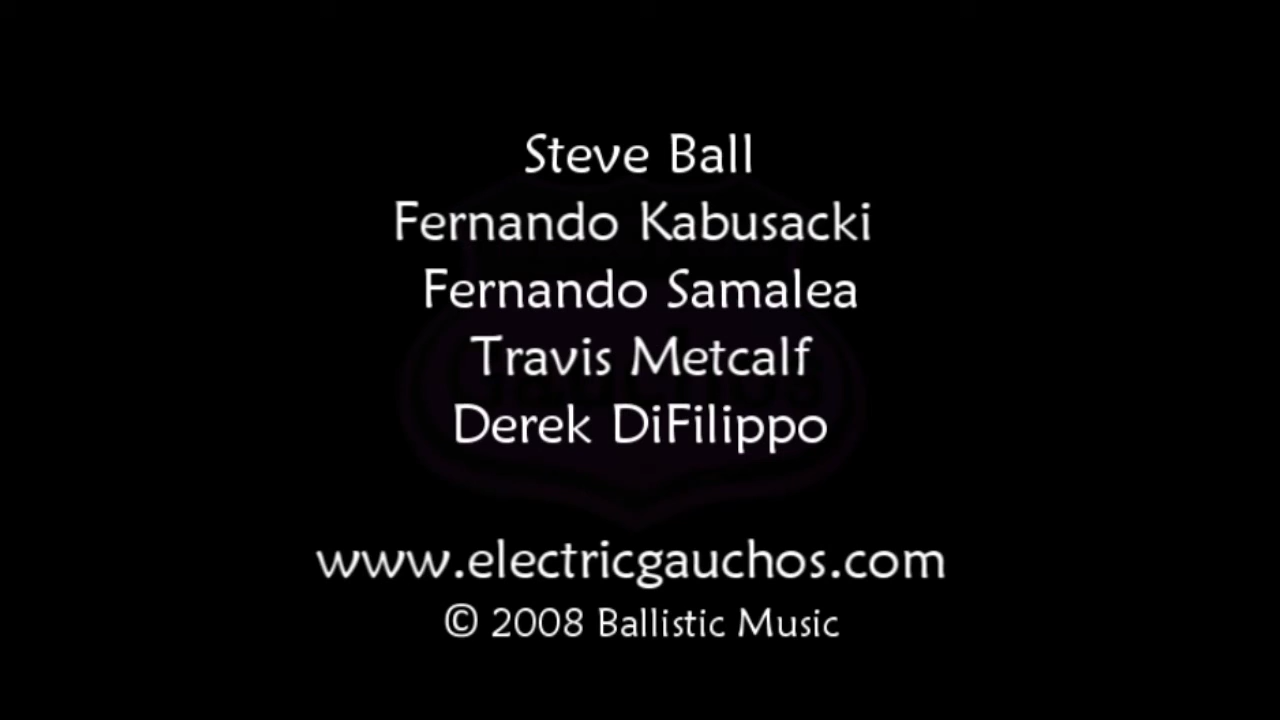 Steve Ball
Fernando Kabusacki
Fernando Samalea
Travis Metcalf
Derek DiFilippo
www.electricgauchos.com
© 2008 Ballistic Music